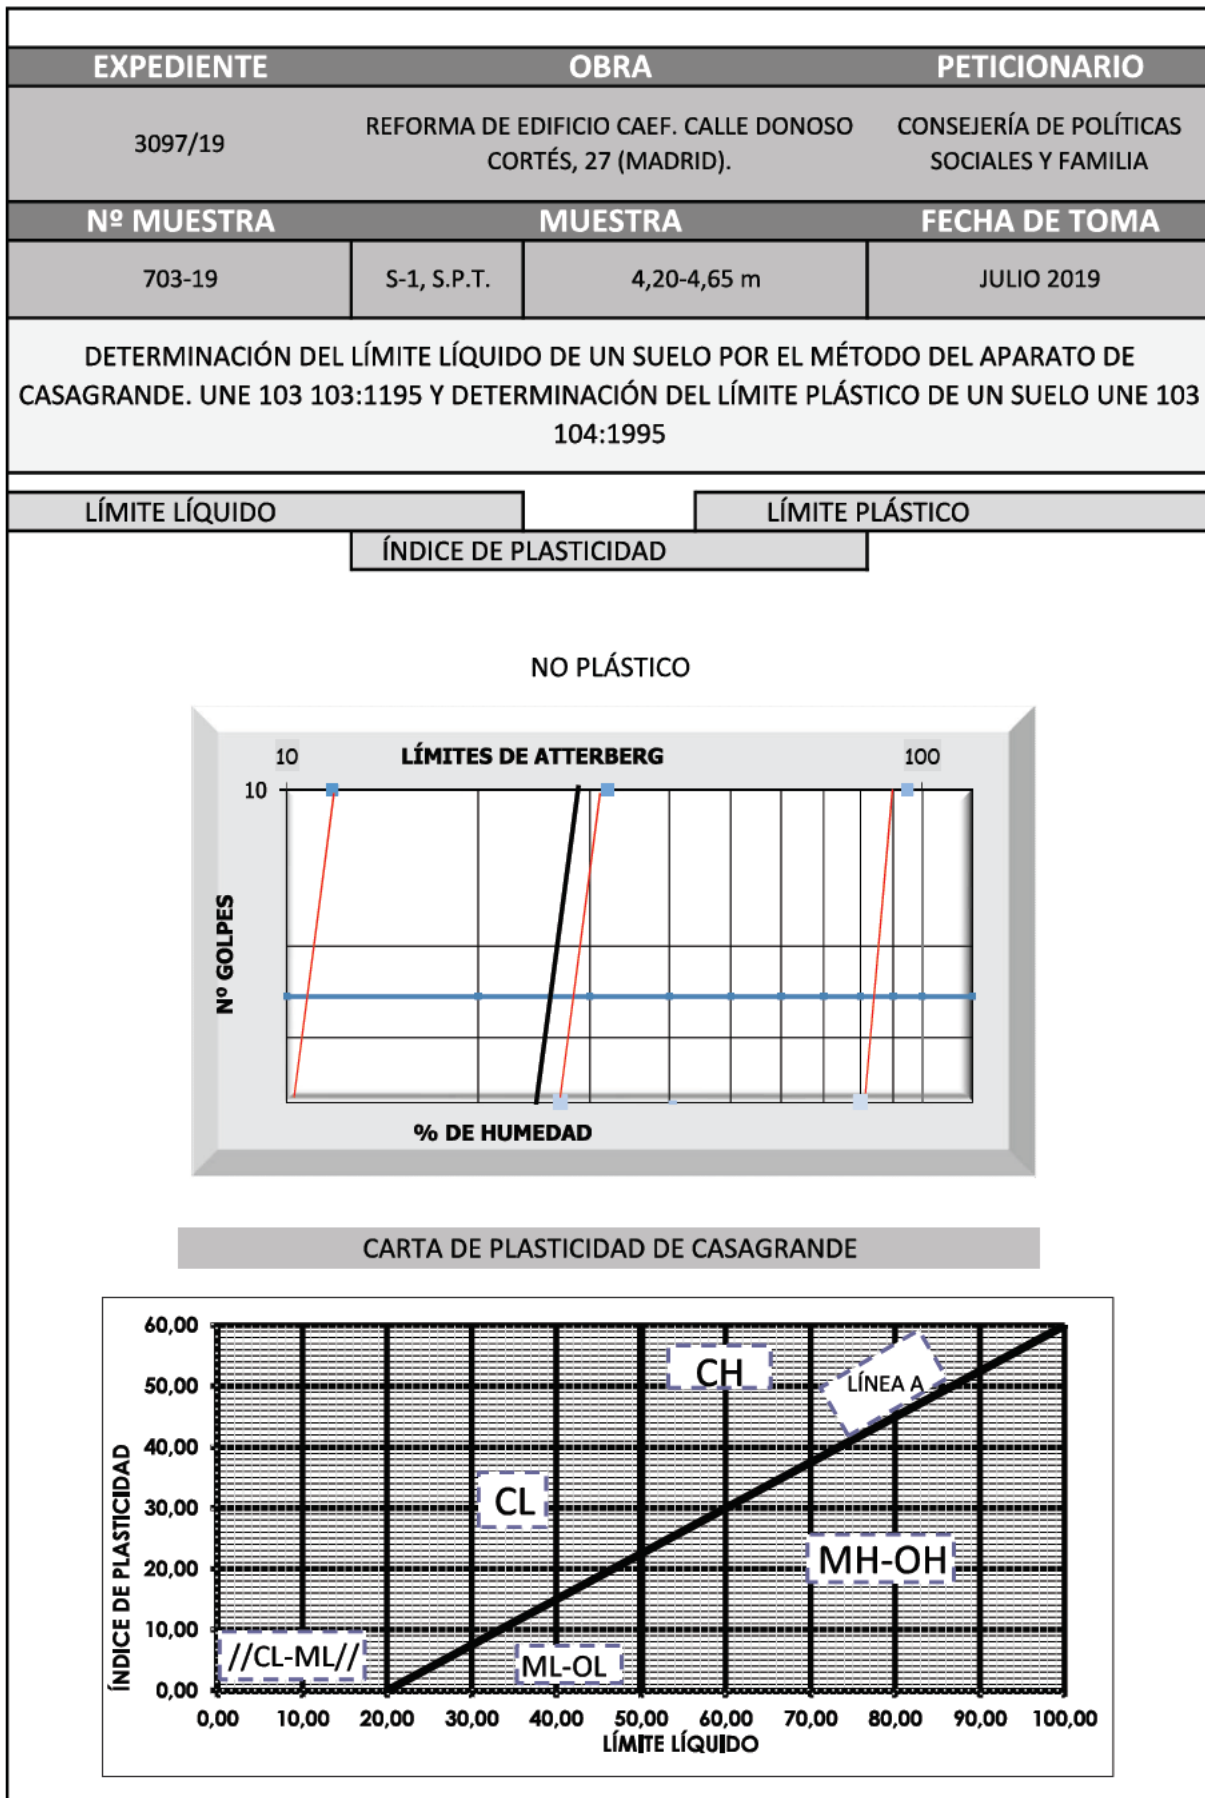 EXPEDIENTE OBRA PETICIONARIO
3097/19
REFORMA DE EDIFICIO CAEF. CALLE DONOSO
CORTÉS, 27 (MADRID).
CONSEJERÍA DE POLÍTICAS
SOCIALES Y FAMILIA
Nº MUESTRA MUESTRA FECHA DE TOMA
703-19 S-1, S.P.T. 4,20-4,65 m JULIO 2019
DETERMINACIÓN DEL LÍMITE LÍQUIDO DE UN SUELO POR EL MÉTODO DEL APARATO DE
CASAGRANDE. UNE 103 103:1195 Y DETERMINACIÓN DEL LÍMITE PLÁSTICO DE UN SUELO UNE 103
104:1995
LÍMITE LÍQUIDO LÍMITE PLÁSTICO
ÍNDICE DE PLASTICIDAD
NO PLÁSTICO
10 LÍMITES DE ATTERBERG 100
10
Nº GOLPES
% DE HUMEDAD
CARTA DE PLASTICIDAD DE CASAGRANDE
60,00
50,00
40,00
30,00
20,00
10,00
0,00
ÍNDICE DE PLASTICIDAD
CH
LÍNEA A
CL
MH-OH
//CL-ML//
ML-OL
0,00 10,00 20,00 30,00 40,00 50,00 60,00 70,00 80,00 90,00 100,00
LÍMITE LÍQUIDO